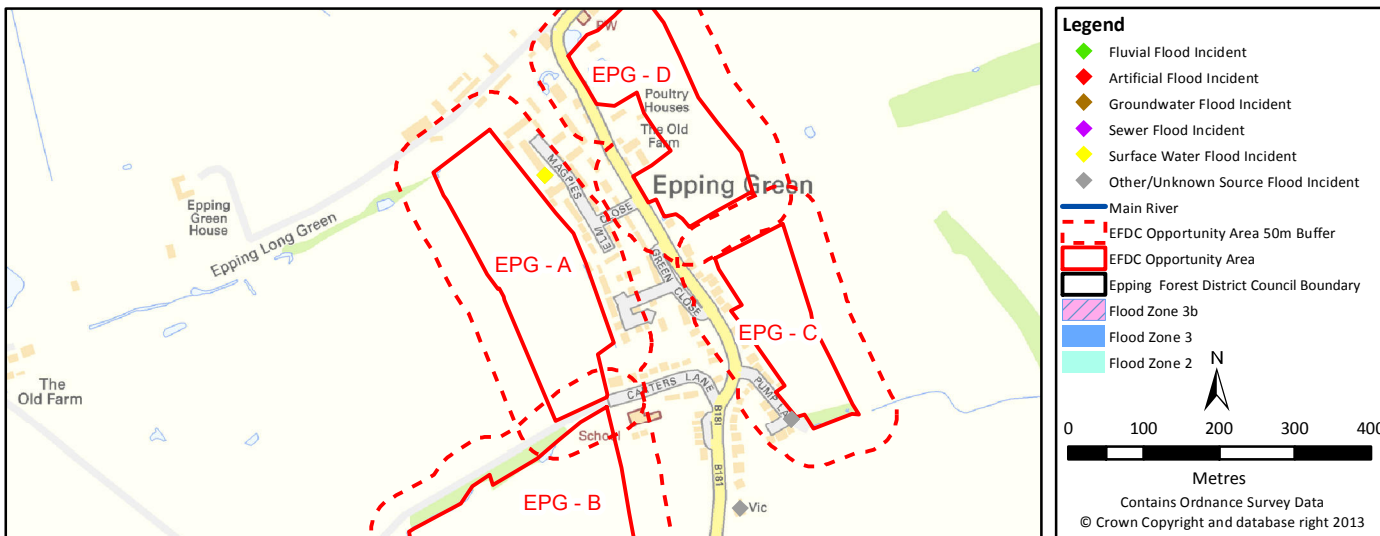 PW
EPG - D
Poultry
Houses
The Old
Farm
MAGPIES
Epping Green
Epping
Green
House
CLOSE
ELM
Epping Long Green
EPG - A
GREEN CLOSE
EPG - C
The
Old Farm
CARTERS LANE
PUMP LA
B181
School
B181
EPG - B
Vic
Legend
Fluvial Flood Incident
Artificial Flood Incident
Groundwater Flood Incident
Sewer Flood Incident
Surface Water Flood Incident
Other/Unknown Source Flood Incident
Main River
EFDC Opportunity Area 50m Buffer
EFDC Opportunity Area
Epping Forest District Council Boundary
Flood Zone 3b
Flood Zone 3
Flood Zone 2
N
0 100 200 300 400
Metres
Contains Ordnance Survey Data
© Crown Copyright and database right 2013